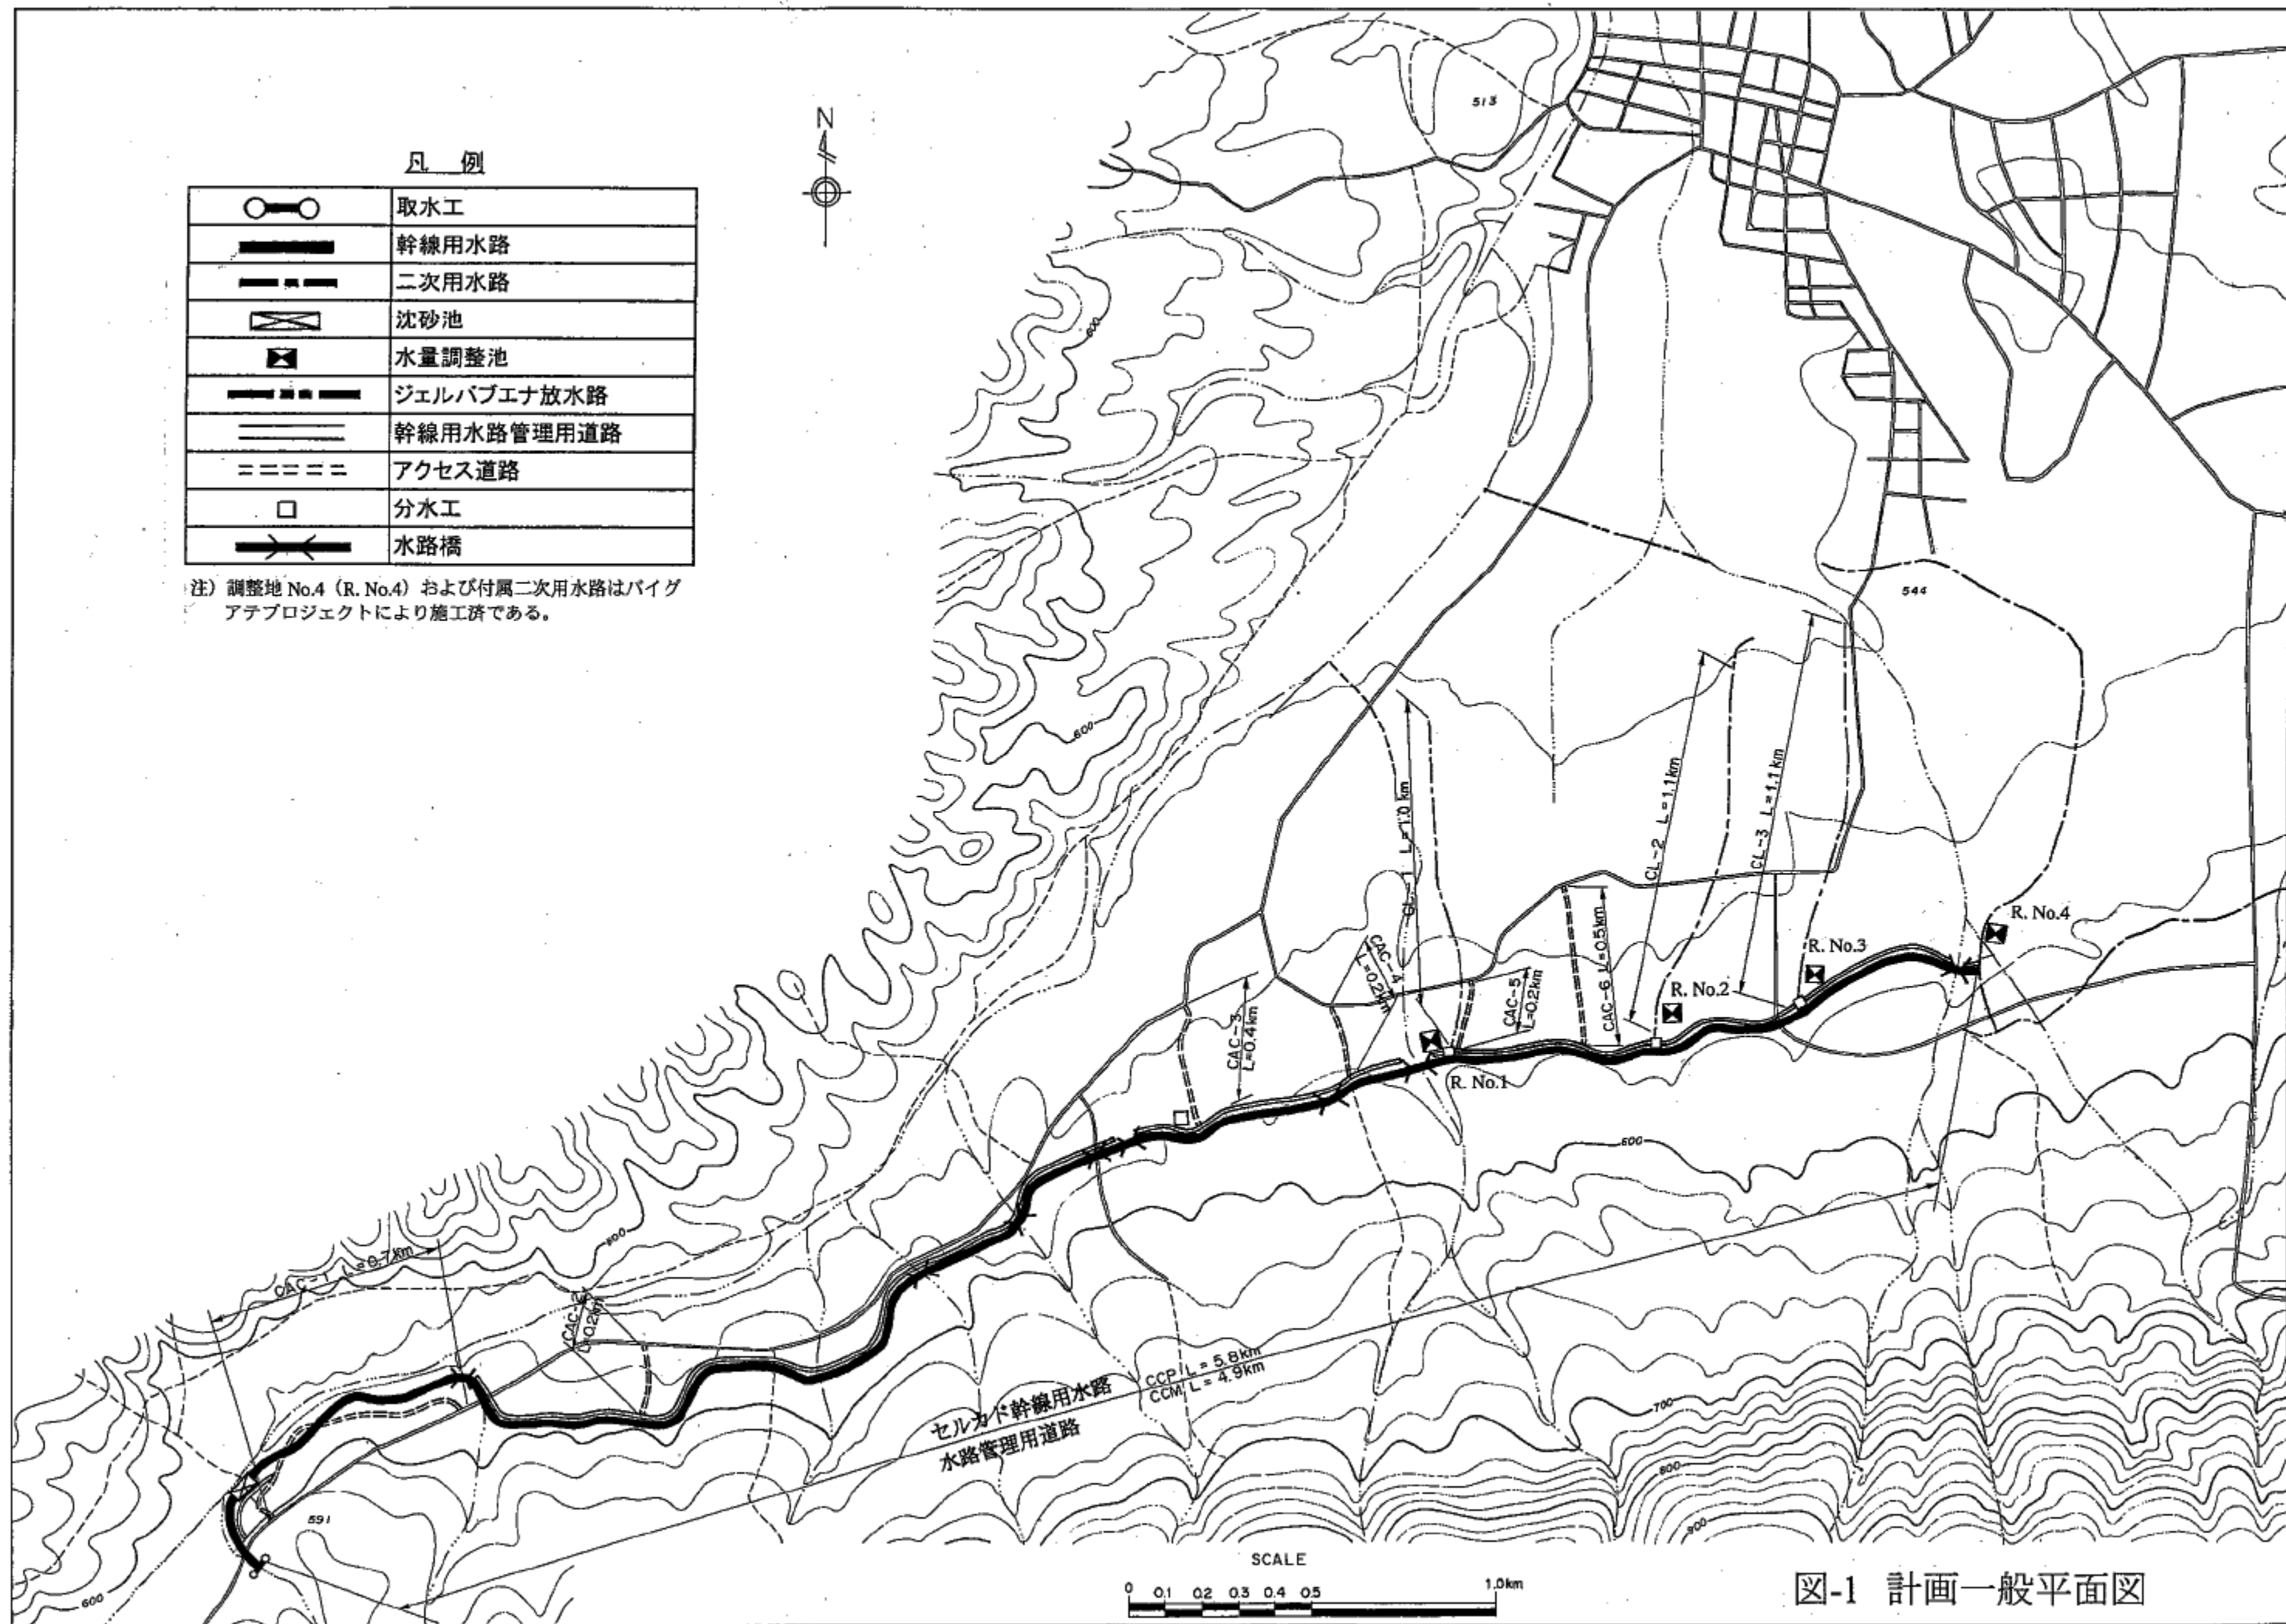 凡 例
取水工
幹線用水路
二次用水路
沈砂池
水量調整池
ジェルバブエナ放水路
幹線用水路管理用道路
アクセス道路
分水工
水路橋
注）調整地 No.4（R. No.4）および付属二次用水路はバイグ
アテプロジェクトにより施工済である。
N
513
600
544
600
CL-2 L=1.1km
CL-3 L=1.1km
L=1.0 km
R. No.4
R. No.3
R. No.2
CAC-4
L=0.2km
CAC-5
L=0.2km
CAC-6 L=0.5km
CAC-3
L=0.4km
R. No.1
600
600
CAC-1 L=0.7km
CAC-2
L=0.2km
CCP L = 5.8km
CCM L = 4.9km
セルカド幹線用水路
水路管理用道路
700
800
900
591
600
SCALE
0 0.1 0.2 0.3 0.4 0.5 1.0km
図-1 計画一般平面図